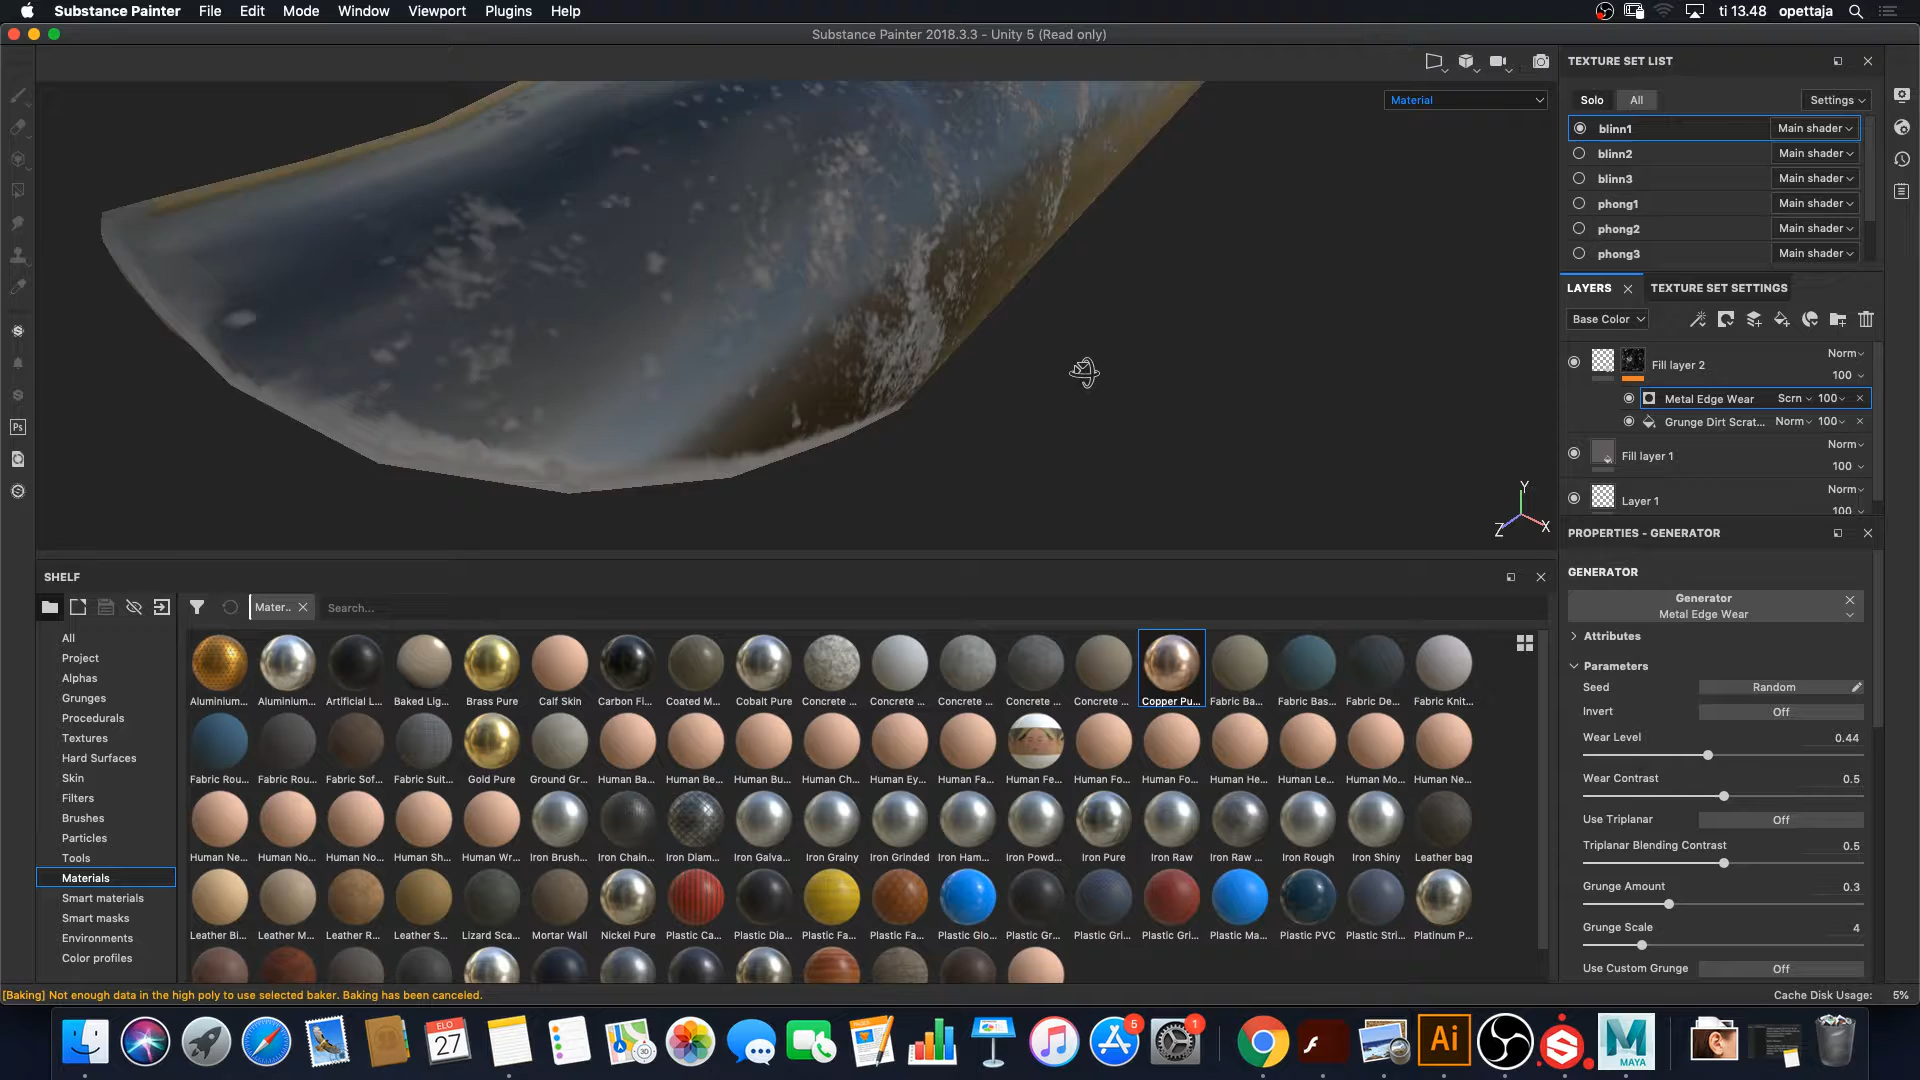 Substance Painter File Edit Mode Window Viewport Plugins Help ti 13.48 opettaja
Substance Painter 2018.3.3 - Unity 5 (Read only)
Material
TEXTURE SET LIST
Solo All Settings
blinn1 Main shader
blinn2 Main shader
blinn3 Main shader
phong1 Main shader
phong2 Main shader
phong3 Main shader
LAYERS TEXTURE SET SETTINGS
Base Color
Fill layer 2 Norm 100
Metal Edge Wear Scrn 100
Grunge Dirt Scrat... Norm 100
Fill layer 1 Norm 100
Layer 1 Norm 100
Y
Z X
PROPERTIES - GENERATOR
GENERATOR
Generator
Metal Edge Wear
Attributes
Parameters
Seed Random
Invert Off
Wear Level 0.44
Wear Contrast 0.5
Use Triplanar Off
Triplanar Blending Contrast 0.5
Grunge Amount 0.3
Grunge Scale 4
Use Custom Grunge Off
SHELF
Mater.. Search...
All
Project
Alphas
Grunges
Procedurals
Textures
Hard Surfaces
Skin
Filters
Brushes
Particles
Tools
Materials
Smart materials
Smart masks
Environments
Color profiles
Aluminium... Aluminium... Artificial L... Baked Lig... Brass Pure Calf Skin Carbon Fi... Coated M... Cobalt Pure Concrete ... Concrete ... Concrete ... Concrete ... Concrete ... Copper Pu... Fabric Ba... Fabric Bas... Fabric De... Fabric Knit...
Fabric Rou... Fabric Rou... Fabric Sof... Fabric Suit... Gold Pure Ground Gr... Human Ba... Human Be... Human Bu... Human Ch... Human Ey... Human Fa... Human Fe... Human Fo... Human Fo... Human He... Human Le... Human Mo... Human Ne...
Human Ne... Human No... Human No... Human Sh... Human Wr... Iron Brush... Iron Chain... Iron Diam... Iron Galva... Iron Grainy Iron Grinded Iron Ham... Iron Powd... Iron Pure Iron Raw Iron Raw ... Iron Rough Iron Shiny Leather bag
Leather Bi... Leather M... Leather R... Leather S... Lizard Sca... Mortar Wall Nickel Pure Plastic Ca... Plastic Dia... Plastic Fa... Plastic Fa... Plastic Glo... Plastic Gr... Plastic Gri... Plastic Gri... Plastic Ma... Plastic PVC Plastic Stri... Platinum P...
[Baking] Not enough data in the high poly to use selected baker. Baking has been canceled. Cache Disk Usage: 5%
Ps
ELO
27
3D
5
1
Ai
MAYA